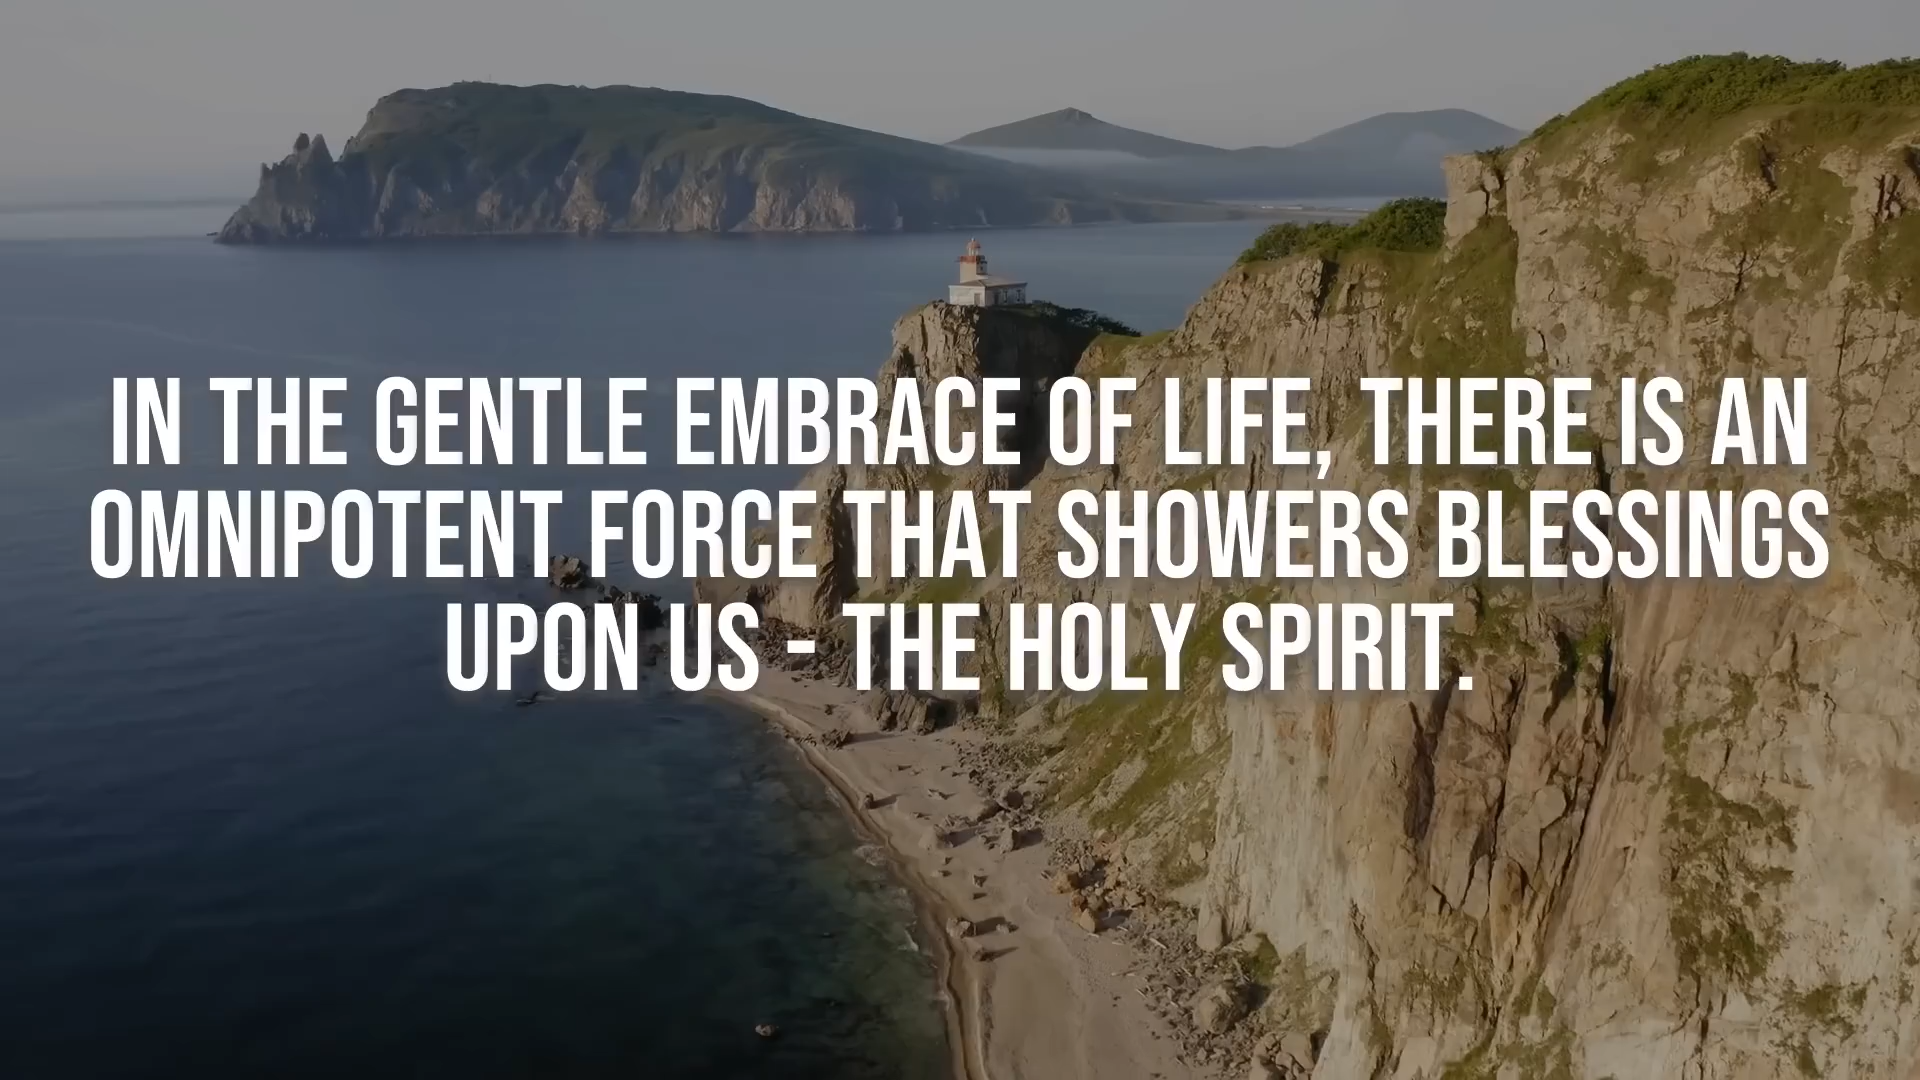 IN THE GENTLE EMBRACE OF LIFE, THERE IS AN
OMNIPOTENT FORCE THAT SHOWERS BLESSINGS
UPON US - THE HOLY SPIRIT.